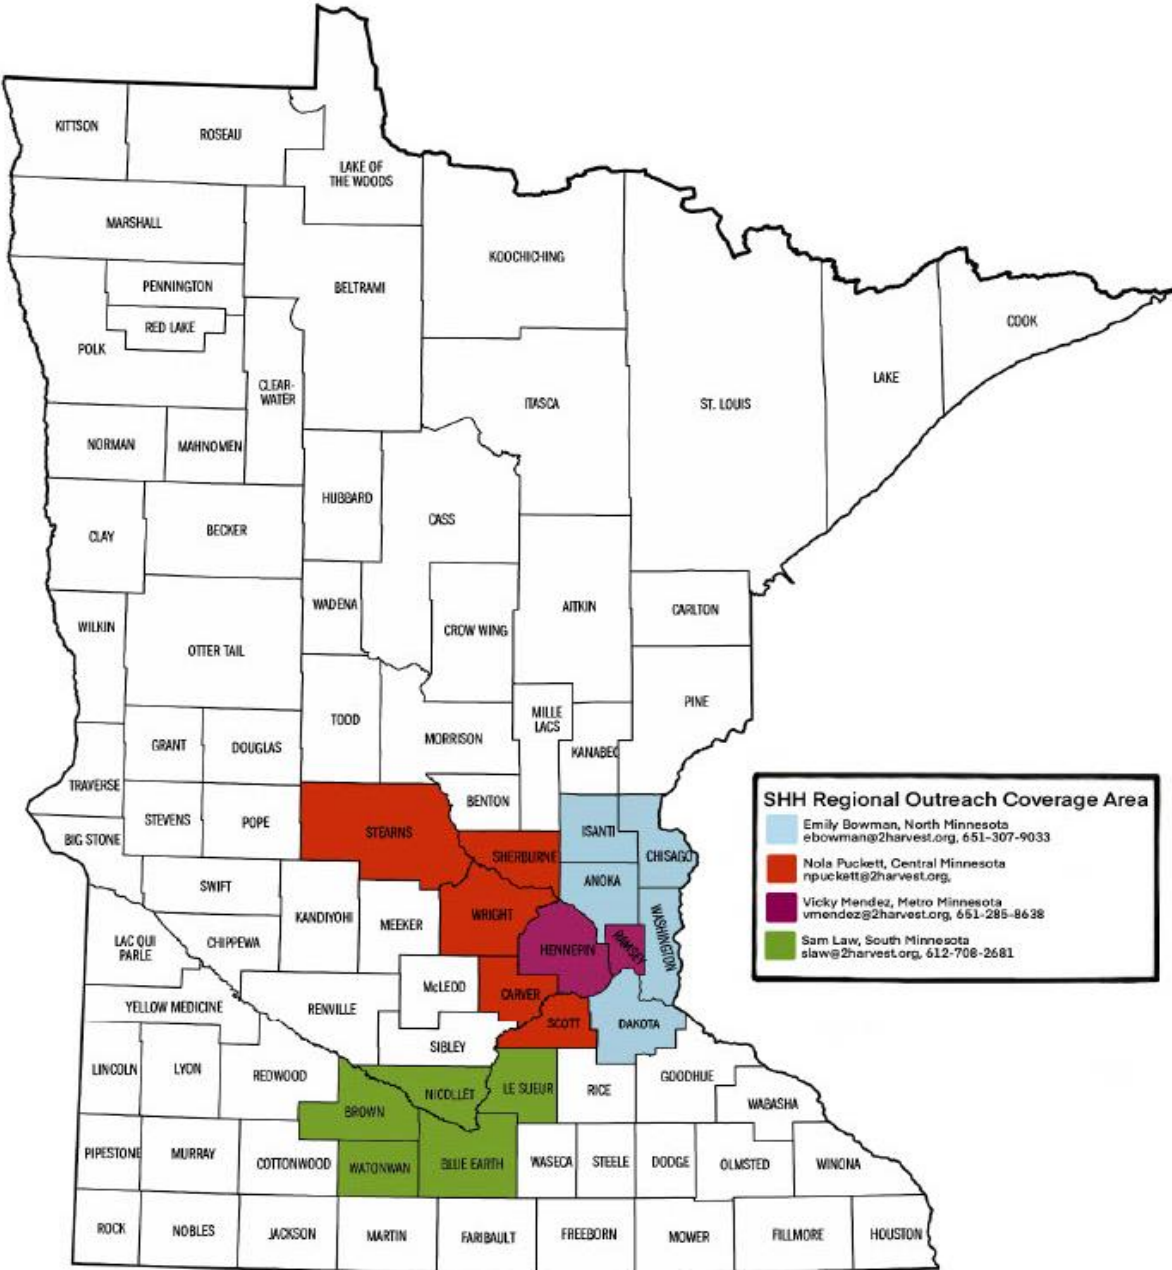 KITTSON
ROSEAU
LAKE OF
THE WOODS
MARSHALL
KOOCHICHING
PENNINGTON
BELTRAMI
RED LAKE
POLK
COOK
CLEAR-
WATER
LAKE
ITASCA
ST. LOUIS
NORMAN
MAHNOMEN
HUBBARD
CASS
CLAY
BECKER
WADENA
AITKIN
CARLTON
WILKIN
CROW WING
OTTER TAIL
PINE
MILLE
LACS
TODD
MORRISON
GRANT
DOUGLAS
KANABEC
TRAVERSE
BENTON
STEVENS
POPE
STEARNS
ISANTI
BIG STONE
SHERBURNE
CHISAGO
SWIFT
ANOKA
KANDIYOHI
MEEKER
WRIGHT
WASHINGTON
LAC QUI
PARLE
CHIPPEWA
HENNEPIN
RAMSEY
McLEOD
CARVER
YELLOW MEDICINE
RENVILLE
SCOTT
DAKOTA
SIBLEY
LINCOLN
LYON
REDWOOD
NICOLLET
LE SUEUR
RICE
GOODHUE
BROWN
WABASHA
PIPESTONE
MURRAY
COTTONWOOD
WATONWAN
BLUE EARTH
WASECA
STEELE
DODGE
OLMSTED
WINONA
ROCK
NOBLES
JACKSON
MARTIN
FARIBAULT
FREEBORN
MOWER
FILLMORE
HOUSTON
SHH Regional Outreach Coverage Area
Emily Bowman, North Minnesota
ebowman@2harvest.org, 651-307-9033
Nola Puckett, Central Minnesota
npuckett@2harvest.org,
Vicky Mendez, Metro Minnesota
vmendez@2harvest.org, 651-285-8638
Sam Law, South Minnesota
slaw@2harvest.org, 612-708-2681